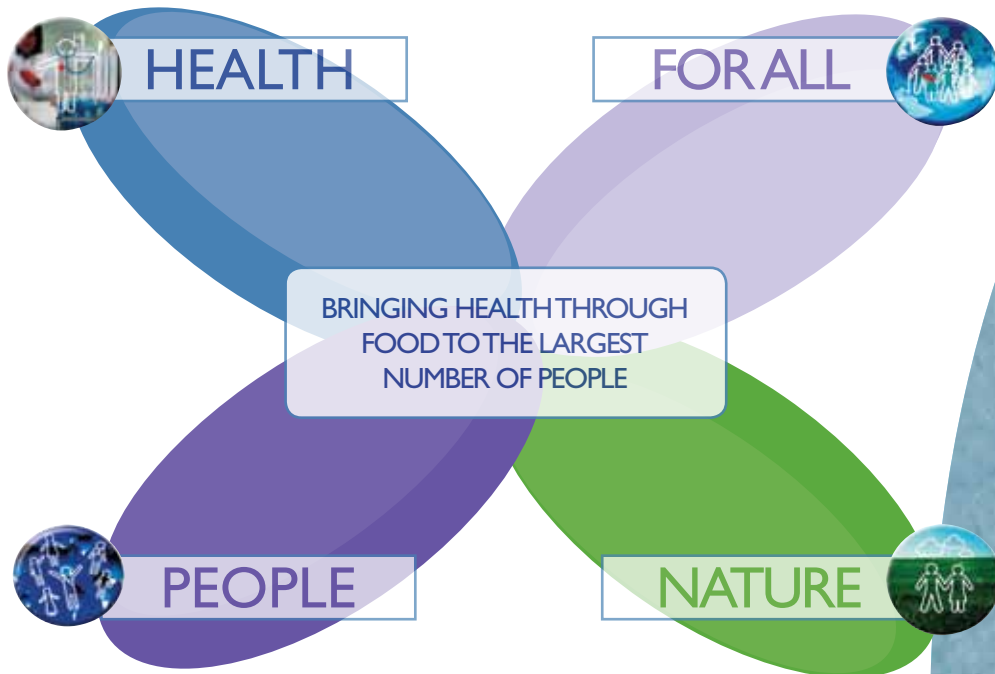 HEALTH
FOR ALL
BRINGING HEALTH THROUGH
FOOD TO THE LARGEST
NUMBER OF PEOPLE
PEOPLE
NATURE